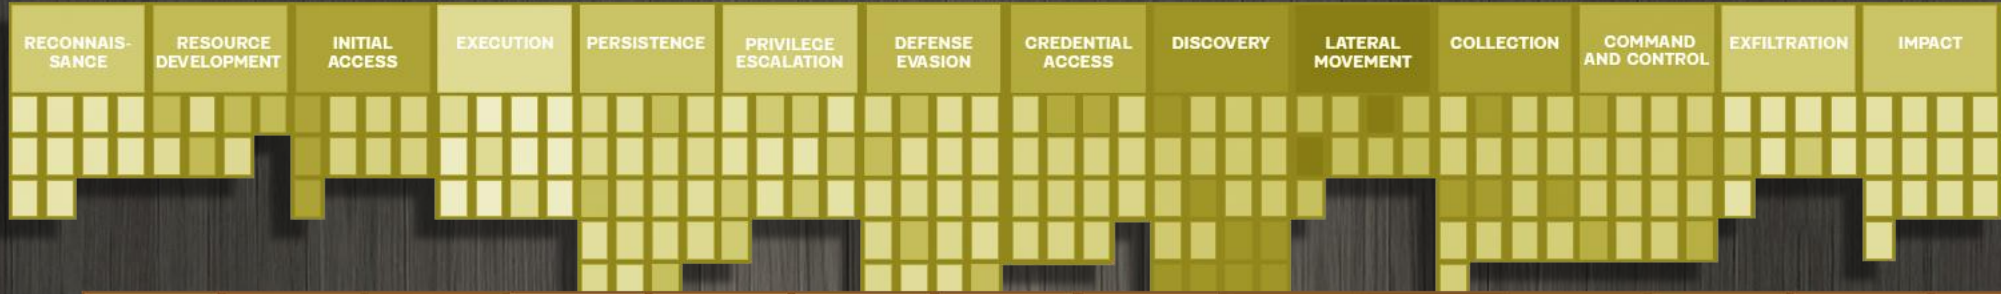 RECONNAIS-
SANCE
RESOURCE
DEVELOPMENT
INITIAL
ACCESS
EXECUTION
PERSISTENCE
PRIVILEGE
ESCALATION
DEFENSE
EVASION
CREDENTIAL
ACCESS
DISCOVERY
LATERAL
MOVEMENT
COLLECTION
COMMAND
AND CONTROL
EXFILTRATION
IMPACT